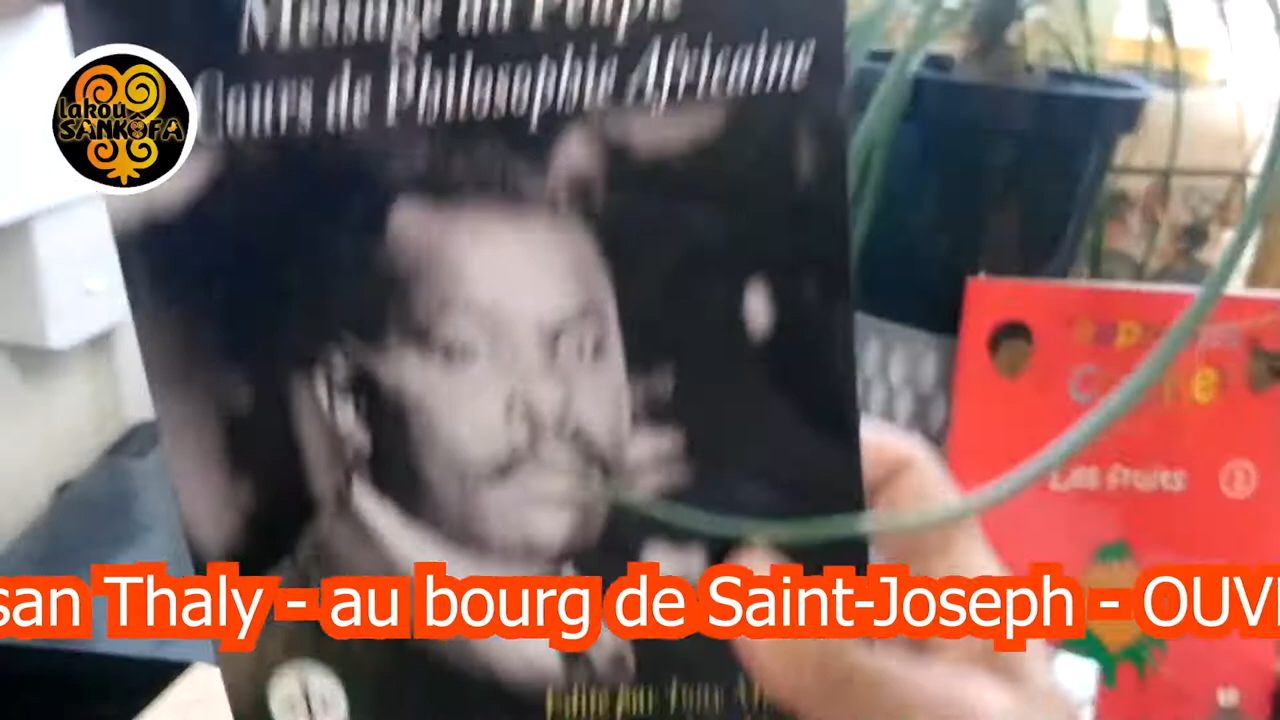 Message au Peuple
Cours de Philosophie Africaine
lakou
SANKOFA
Les fruits 2
san Thaly - au bourg de Saint-Joseph - OUV